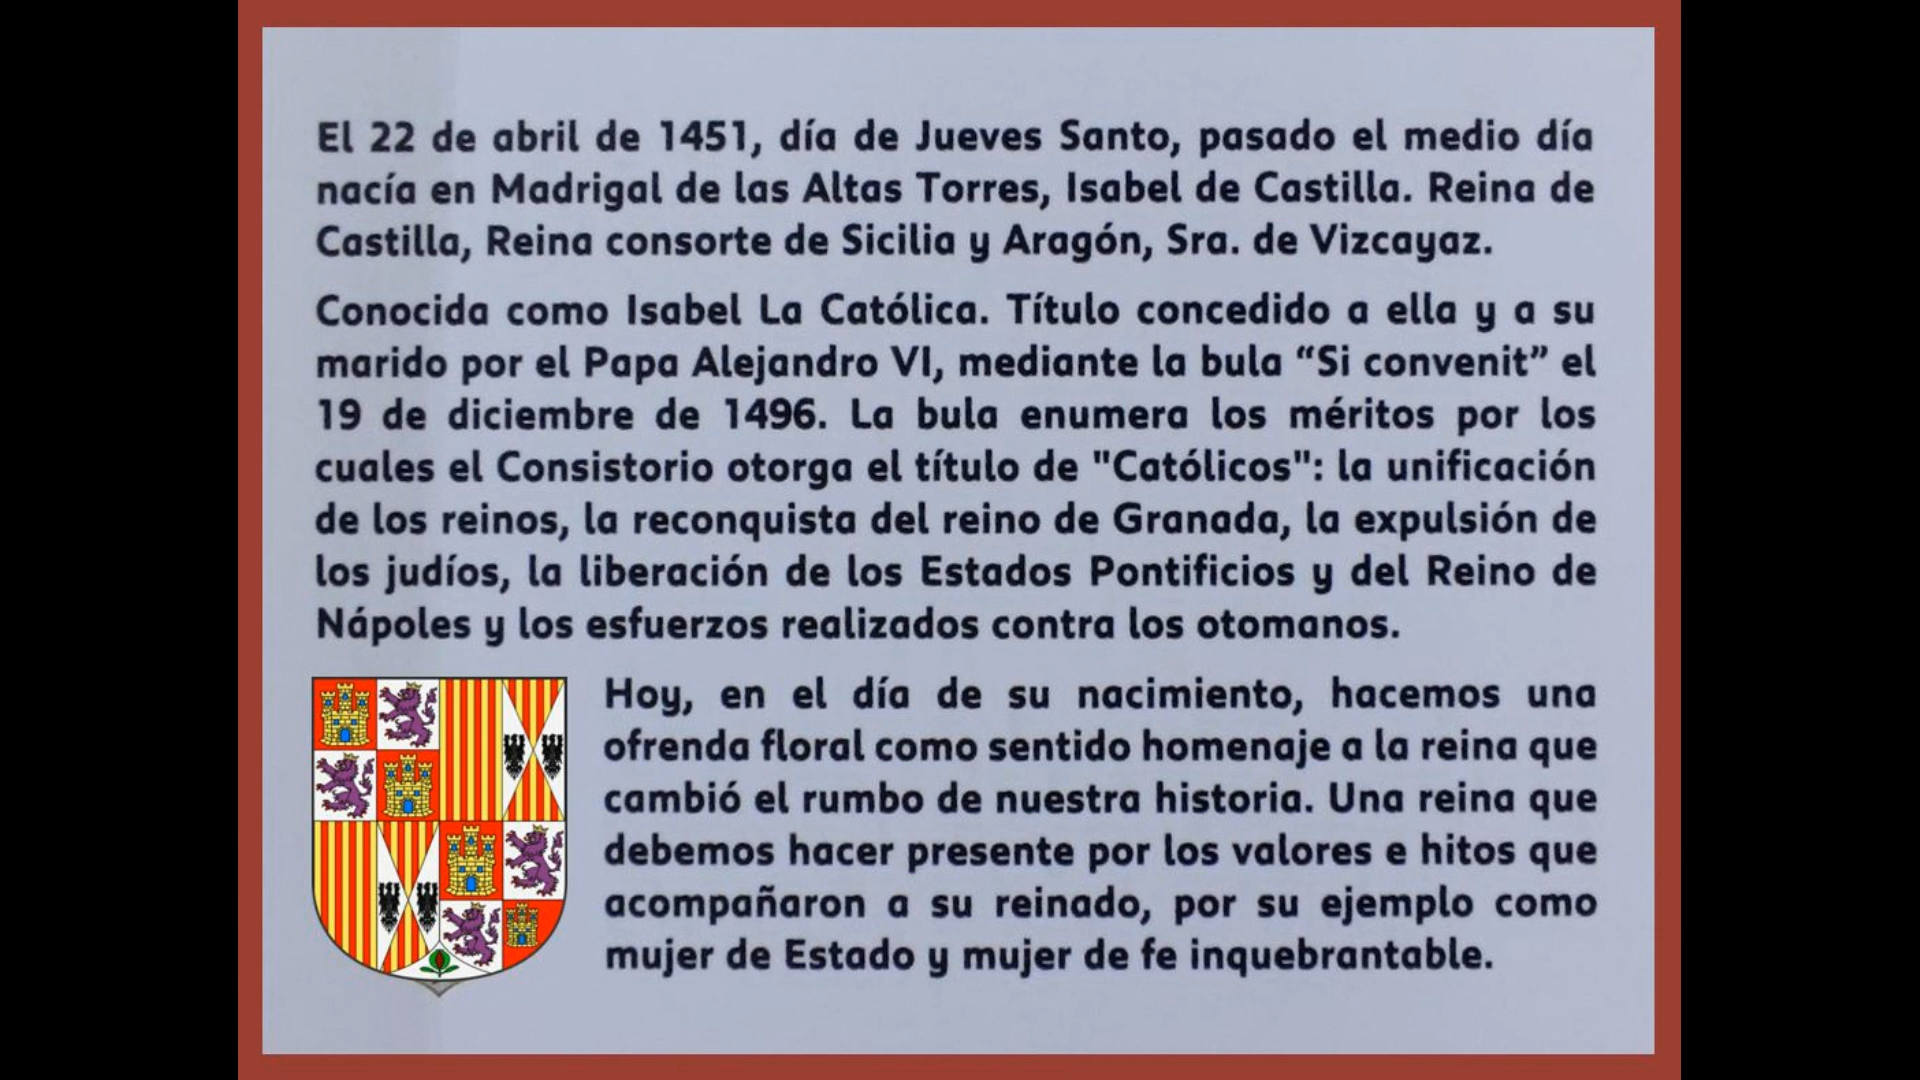 El 22 de abril de 1451, día de Jueves Santo, pasado el medio día
nacía en Madrigal de las Altas Torres, Isabel de Castilla. Reina de
Castilla, Reina consorte de Sicilia y Aragón, Sra. de Vizcayaz.
Conocida como Isabel La Católica. Título concedido a ella y a su
marido por el Papa Alejandro VI, mediante la bula “Si convenit” el
19 de diciembre de 1496. La bula enumera los méritos por los
cuales el Consistorio otorga el título de "Católicos": la unificación
de los reinos, la reconquista del reino de Granada, la expulsión de
los judíos, la liberación de los Estados Pontificios y del Reino de
Nápoles y los esfuerzos realizados contra los otomanos.
Hoy, en el día de su nacimiento, hacemos una
ofrenda floral como sentido homenaje a la reina que
cambió el rumbo de nuestra historia. Una reina que
debemos hacer presente por los valores e hitos que
acompañaron a su reinado, por su ejemplo como
mujer de Estado y mujer de fe inquebrantable.